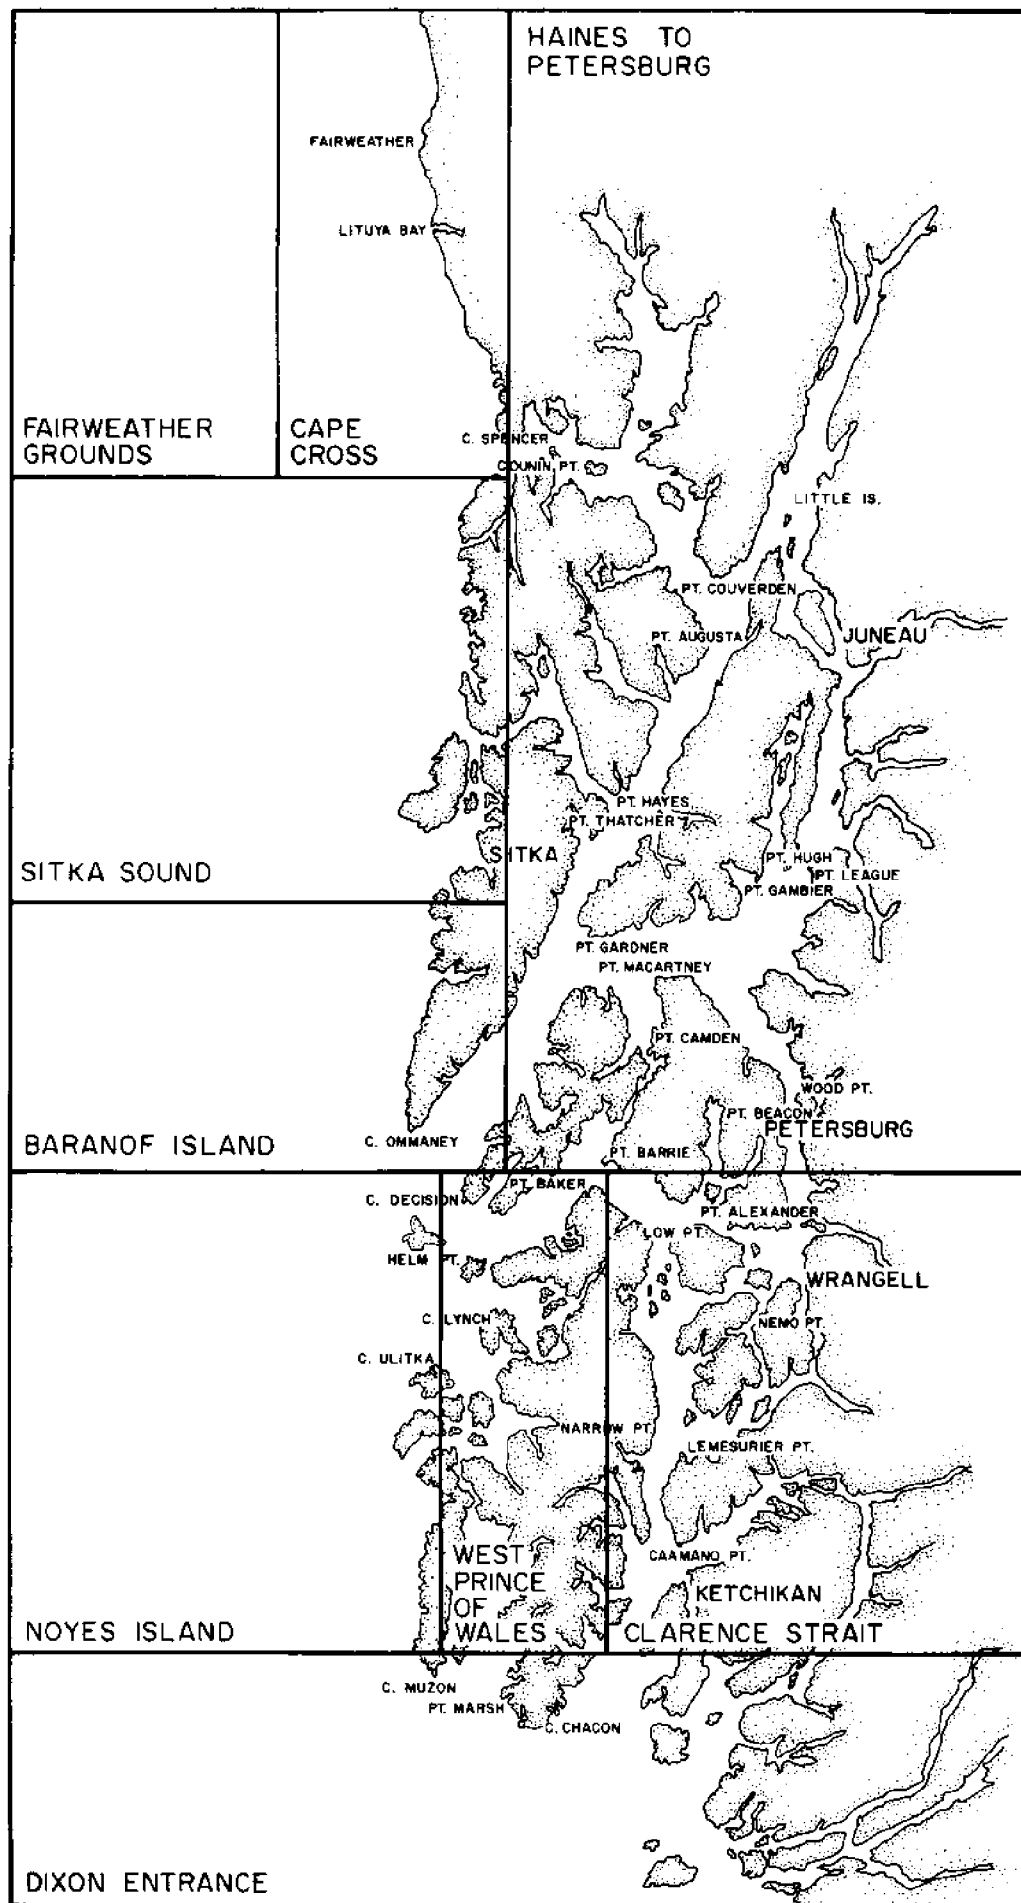 HAINES TO
PETERSBURG
FAIRWEATHER
LITUYA BAY
FAIRWEATHER
GROUNDS
CAPE
CROSS
C. SPENCER
GOUNIN PT.
LITTLE IS.
PT. COUVERDEN
PT. AUGUSTA
JUNEAU
PT. HAYES
PT. THATCHER
SITKA
PT. HUGH
PT. LEAGUE
PT. GAMBIER
SITKA SOUND
PT. GARDNER
PT. MACARTNEY
PT. CAMDEN
WOOD PT.
PT. BEACON
PETERSBURG
C. OMMANEY
PT. BARRIE
BARANOF ISLAND
PT. BAKER
C. DECISION
PT. ALEXANDER
LOW PT.
HELM PT.
WRANGELL
C. LYNCH
NEMO PT.
C. ULITKA
NARROW PT.
LEMESURIER PT.
CAAMANO PT.
WEST
PRINCE
OF
WALES
KETCHIKAN
NOYES ISLAND
CLARENCE STRAIT
C. MUZON
PT. MARSH
C. CHACON
DIXON ENTRANCE